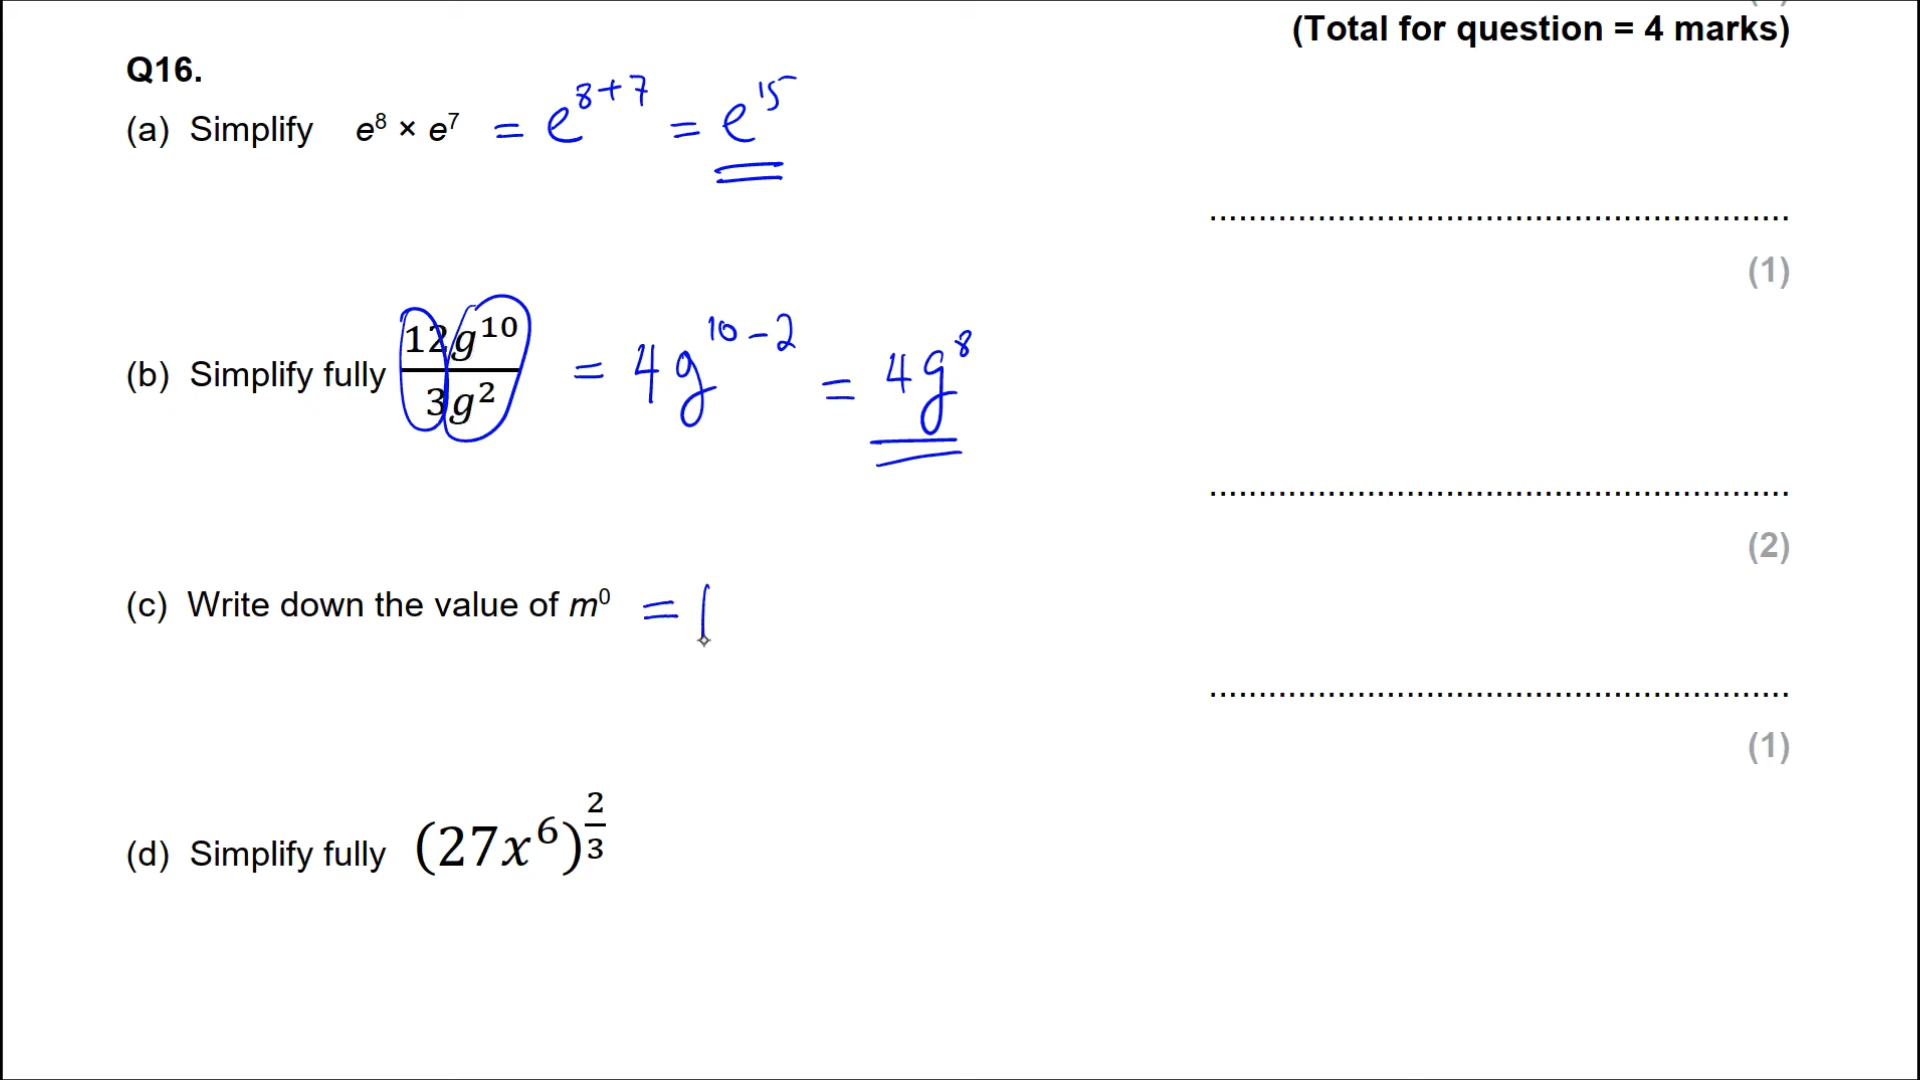 (Total for question = 4 marks)
Q16.
(a) Simplify e⁸ × e⁷ = e⁸⁺⁷ = e¹⁵
(1)
(b) Simplify fully 12g¹⁰/3g² = 4g¹⁰⁻² = 4g⁸
(2)
(c) Write down the value of m⁰ = 1
(1)
(d) Simplify fully (27x⁶)^(2/3)